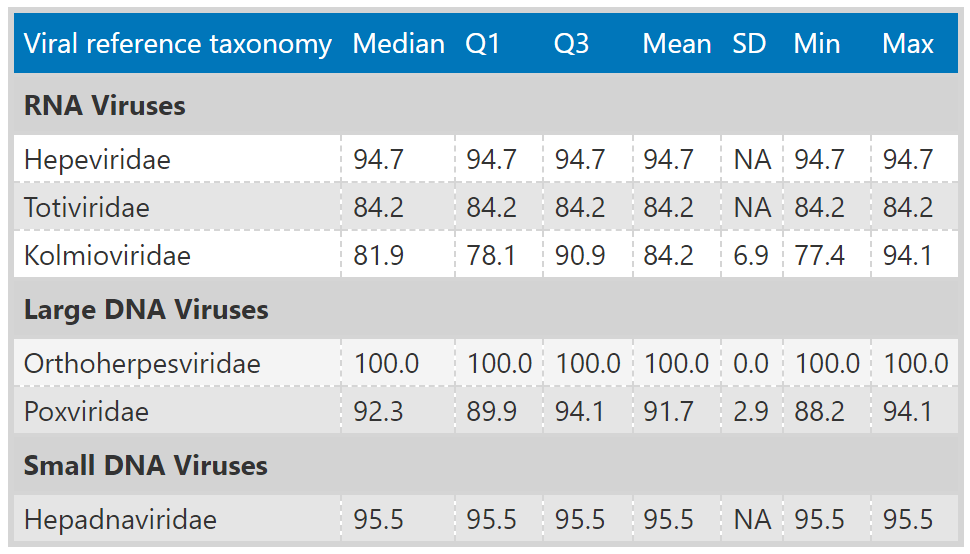 Viral reference taxonomy Median Q1 Q3 Mean SD Min Max
RNA Viruses
Hepeviridae 94.7 94.7 94.7 94.7 NA 94.7 94.7
Totiviridae 84.2 84.2 84.2 84.2 NA 84.2 84.2
Kolmioviridae 81.9 78.1 90.9 84.2 6.9 77.4 94.1
Large DNA Viruses
Orthoherpesviridae 100.0 100.0 100.0 100.0 0.0 100.0 100.0
Poxviridae 92.3 89.9 94.1 91.7 2.9 88.2 94.1
Small DNA Viruses
Hepadnaviridae 95.5 95.5 95.5 95.5 NA 95.5 95.5